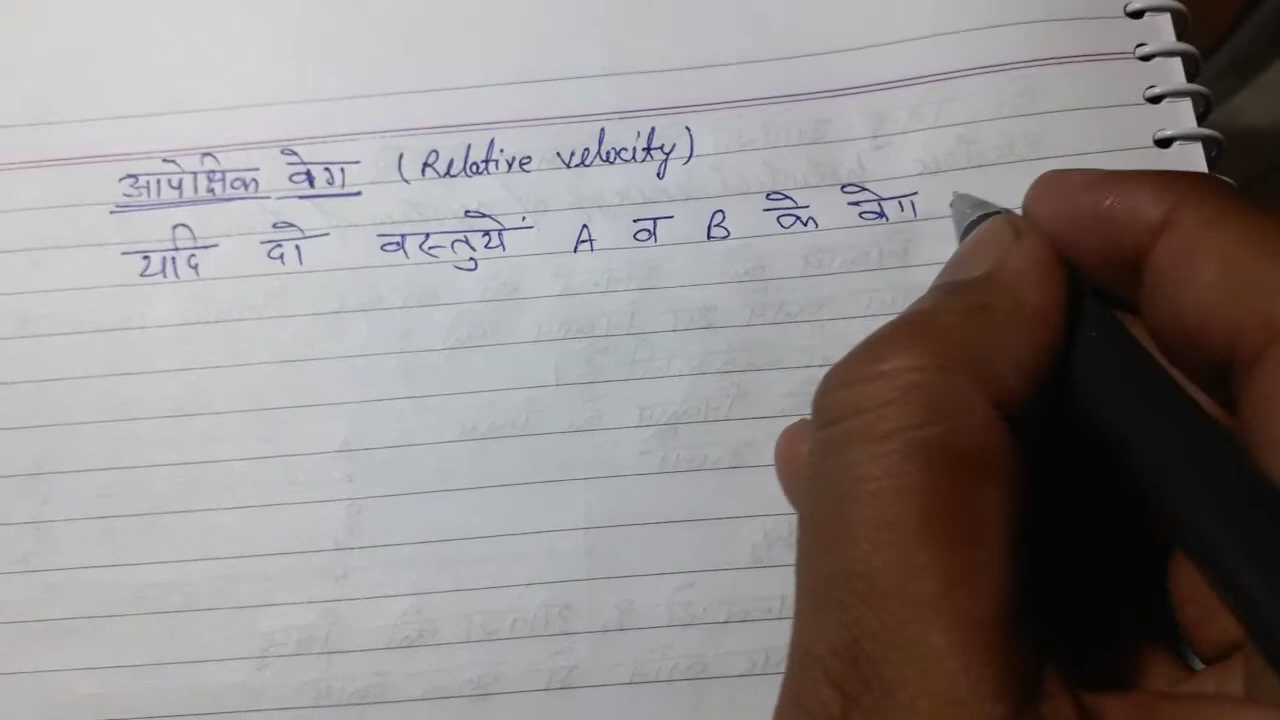 आपेक्षिक वेग (Relative velocity)
यदि दो वस्तुयें A व B के वेग